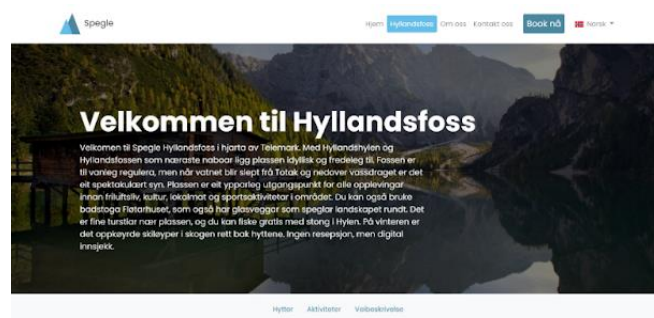 Spegle
Hjem Hyllandsfoss Om oss Kontakt oss Book nå Norsk
Velkommen til Hyllandsfoss
Velkomen til Spegle Hyllandsfoss i hjarta av Telemark. Med Hyllandshylen og
Hyllandsfossen som næraste naboar ligg plassen idyllisk og fredeleg til. Fossen er
til vanleg regulera, men når vatnet blir slept frå Totak og nedover vassdraget er det
eit spektakulært syn. Plassen er eit ypparleg utgangspunkt for alle opplevingar
innan friluftsliv, kultur, lokalmat og sportsaktivitetar i området. Du kan også bruke
badstoga Fløtarhuset, som også har glasveggar som speglar landskapet rundt. Det
er fine turstiar nær plassen, og du kan fiske gratis med stong i Hylen. På vinteren er
det oppkøyrde skiløyper i skogen rett bak hyttene. Ingen resepsjon, men digital
innsjekk.
Hytter Aktiviteter Veibeskrivelse